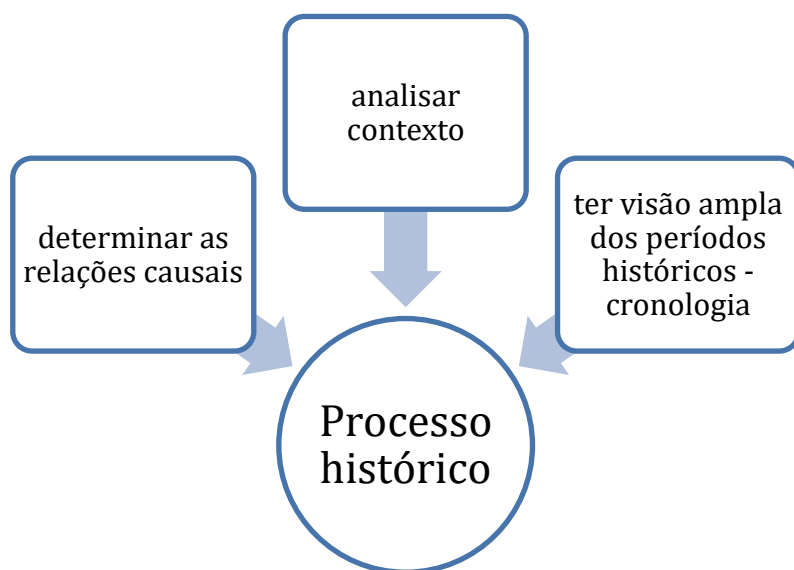 analisar
contexto
determinar as
relações causais
ter visão ampla
dos períodos
históricos -
cronologia
Processo
histórico